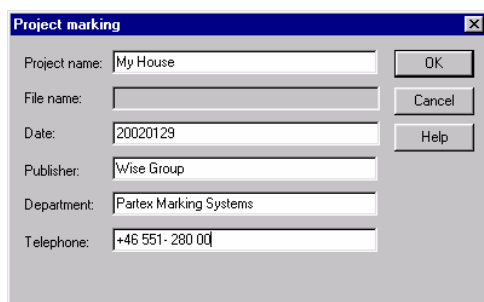 Project marking
Project name: My House OK
File name: Cancel
Date: 20020129 Help
Publisher: Wise Group
Department: Partex Marking Systems
Telephone: +46 551- 280 00